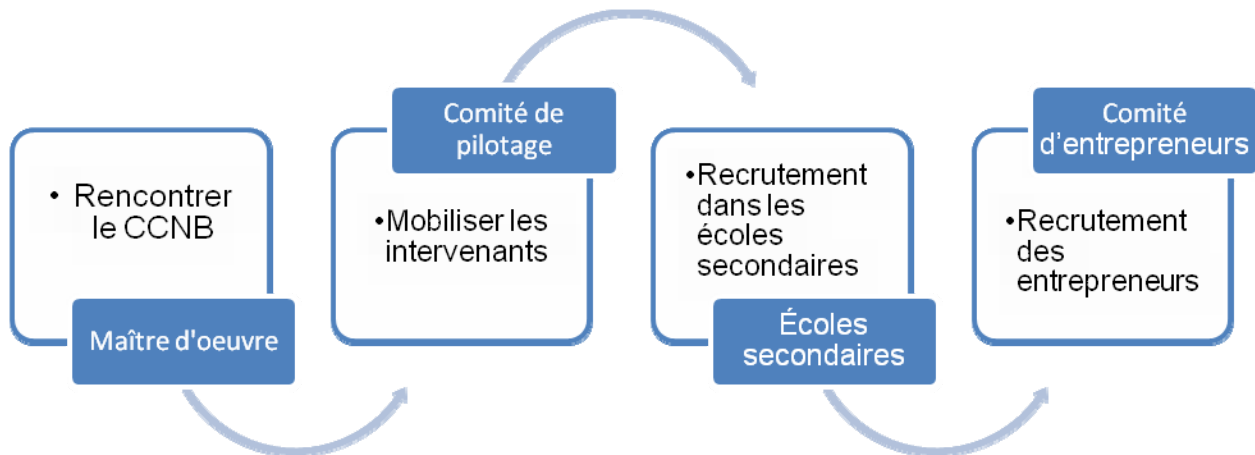 • Rencontrer
le CCNB
Maître d'oeuvre
Comité de
pilotage
•Mobiliser les
intervenants
•Recrutement
dans les
écoles
secondaires
Écoles
secondaires
Comité
d'entrepreneurs
•Recrutement
des
entrepreneurs